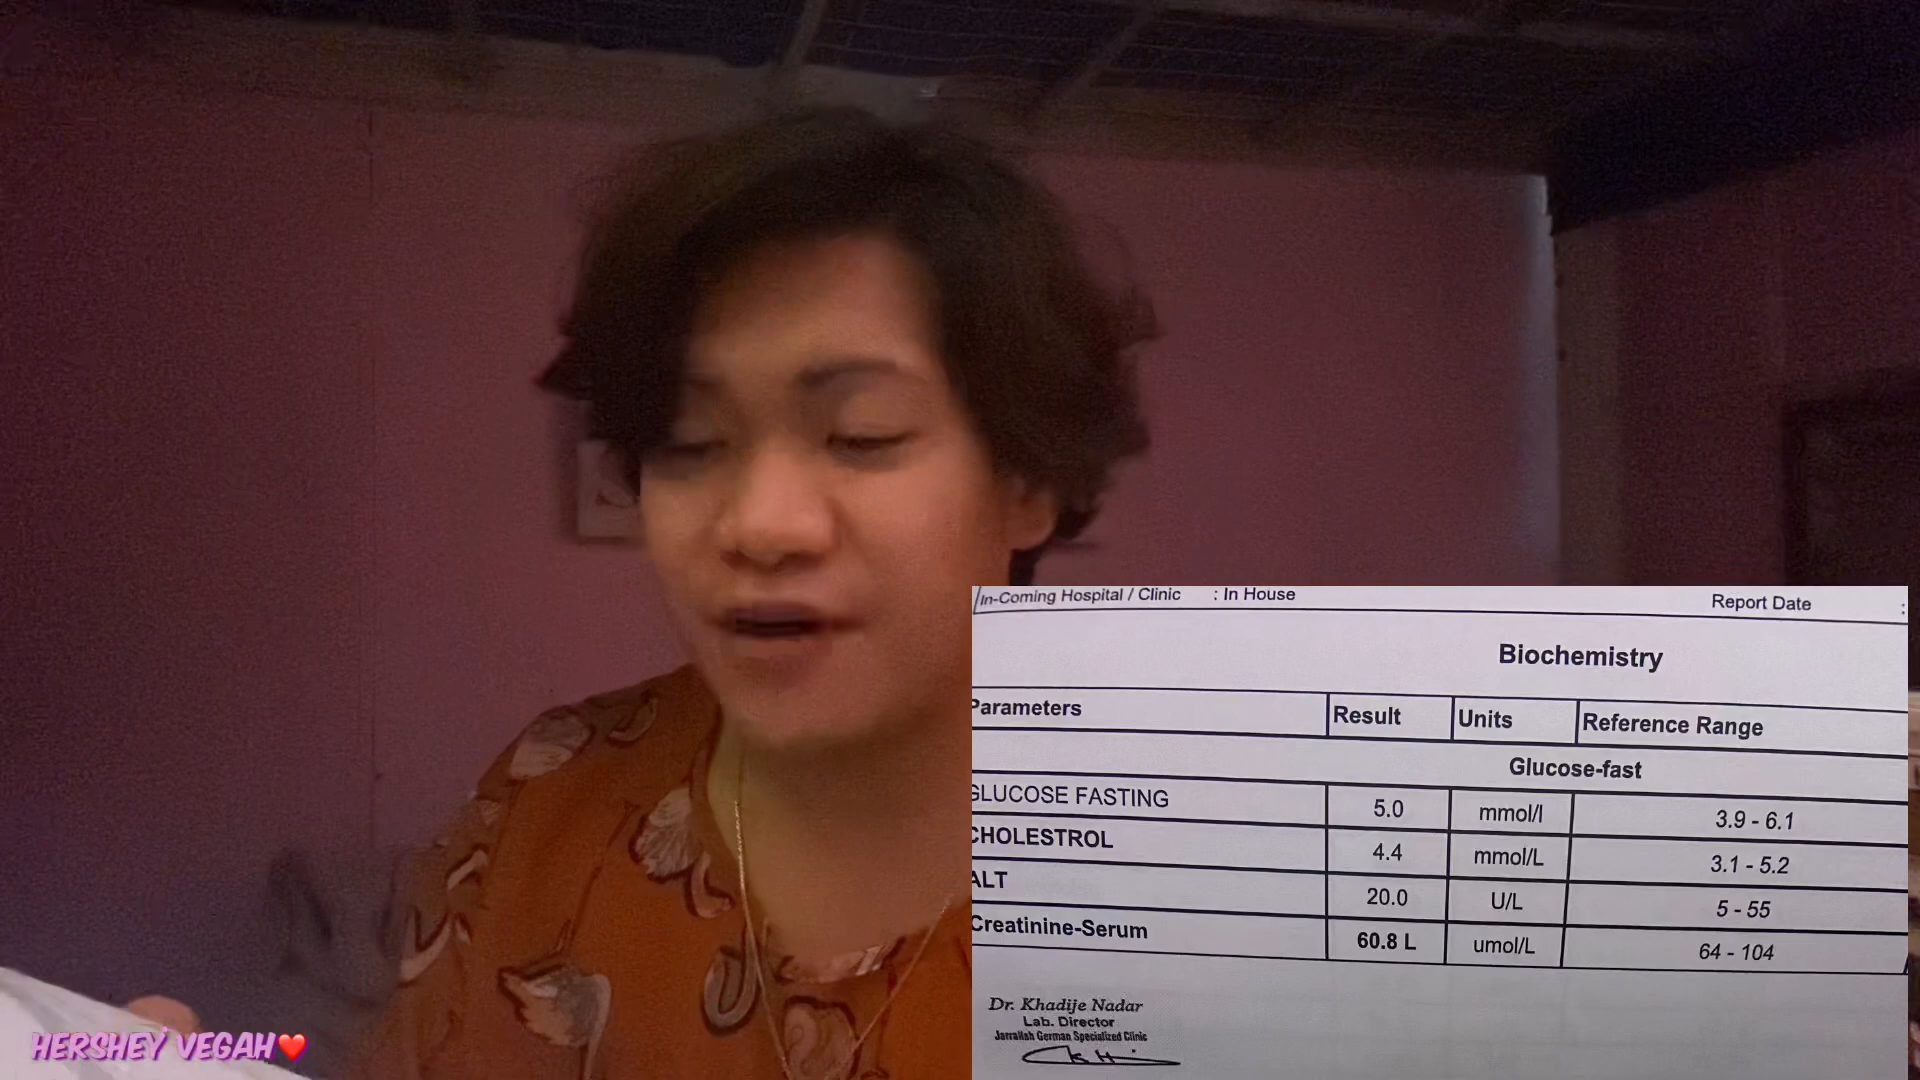 In-Coming Hospital / Clinic : In House Report Date :
Biochemistry
Parameters Result Units Reference Range
Glucose-fast
GLUCOSE FASTING 5.0 mmol/l 3.9 - 6.1
CHOLESTROL 4.4 mmol/L 3.1 - 5.2
ALT 20.0 U/L 5 - 55
Creatinine-Serum 60.8 L umol/L 64 - 104
Dr. Khadije Nadar
Lab. Director
Jarrallah German Specialized Clinic
HERSHEY VEGAH❤️